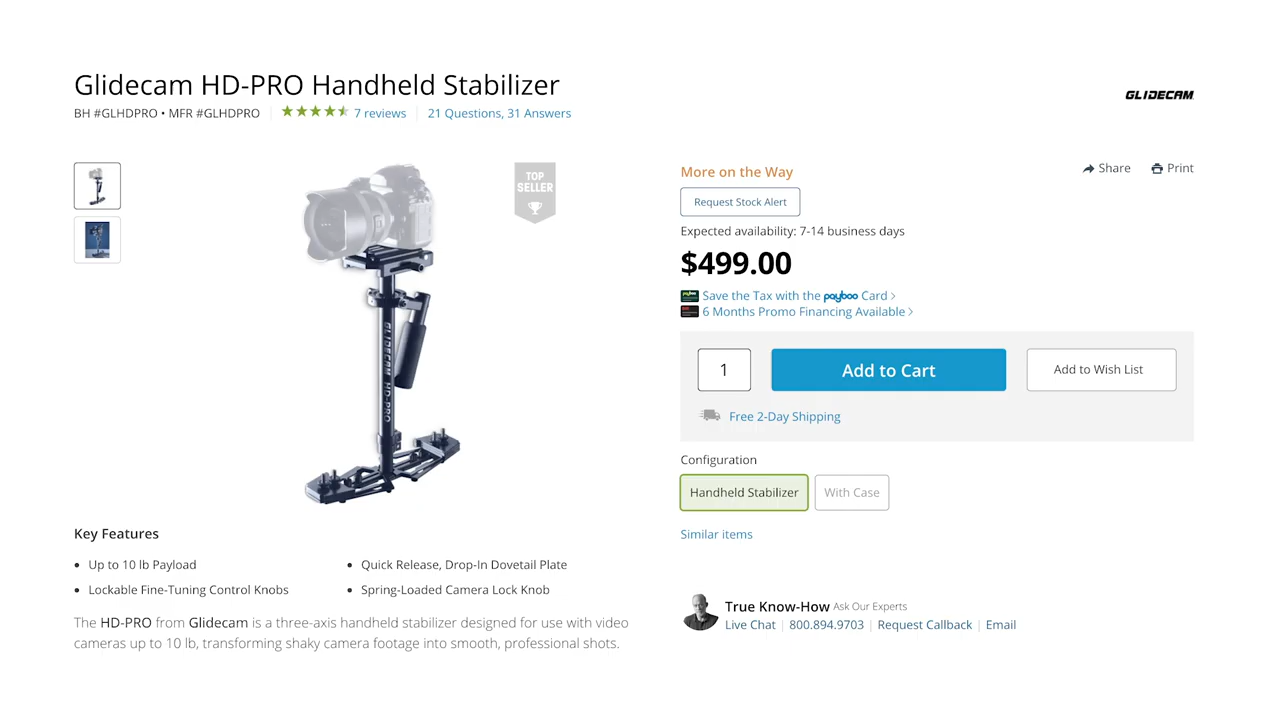 Glidecam HD-PRO Handheld Stabilizer
BH #GLHDPRO • MFR #GLHDPRO
7 reviews
21 Questions, 31 Answers
GLIDECAM
TOP
SELLER
GLIDECAM HD-PRO
More on the Way
Share
Print
Request Stock Alert
Expected availability: 7-14 business days
$499.00
Save the Tax with the payboo Card
6 Months Promo Financing Available
1
Add to Cart
Add to Wish List
Free 2-Day Shipping
Configuration
Handheld Stabilizer
With Case
Similar items
Key Features
• Up to 10 lb Payload
• Quick Release, Drop-In Dovetail Plate
• Lockable Fine-Tuning Control Knobs
• Spring-Loaded Camera Lock Knob
The HD-PRO from Glidecam is a three-axis handheld stabilizer designed for use with video
cameras up to 10 lb, transforming shaky camera footage into smooth, professional shots.
True Know-How Ask Our Experts
Live Chat
800.894.9703
Request Callback
Email